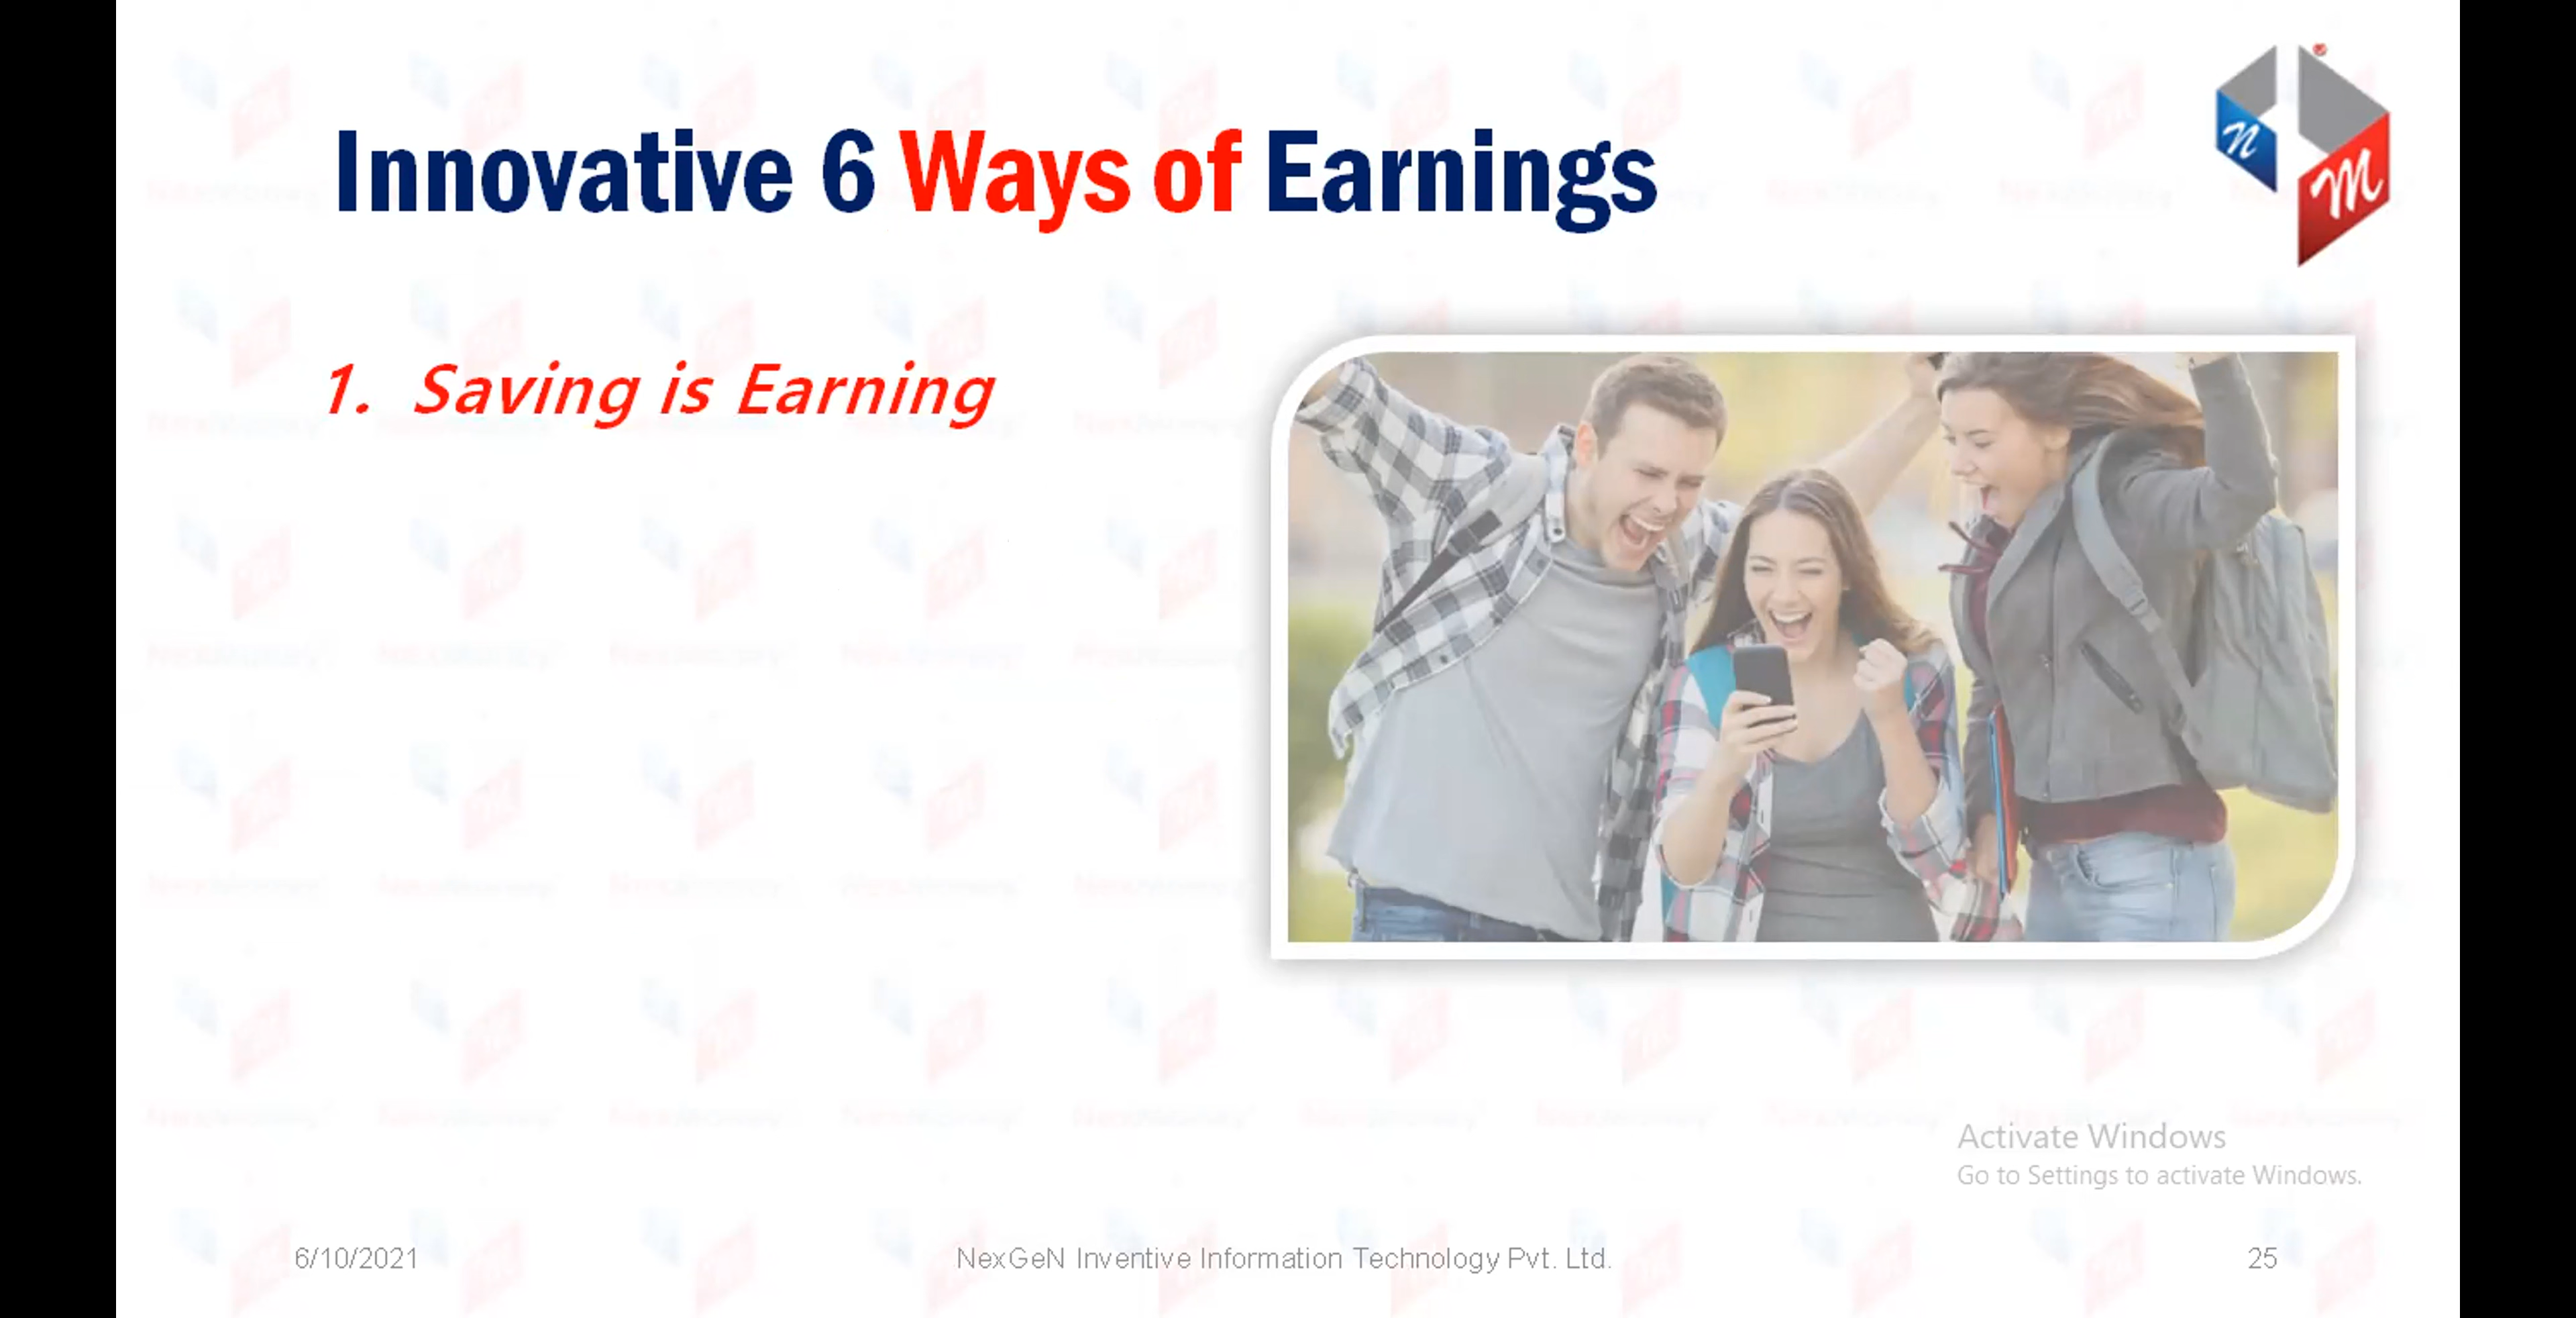 Innovative 6 Ways of Earnings
n
m
1. Saving is Earning
Activate Windows
Go to Settings to activate Windows.
6/10/2021
NexGeN Inventive Information Technology Pvt. Ltd.
25